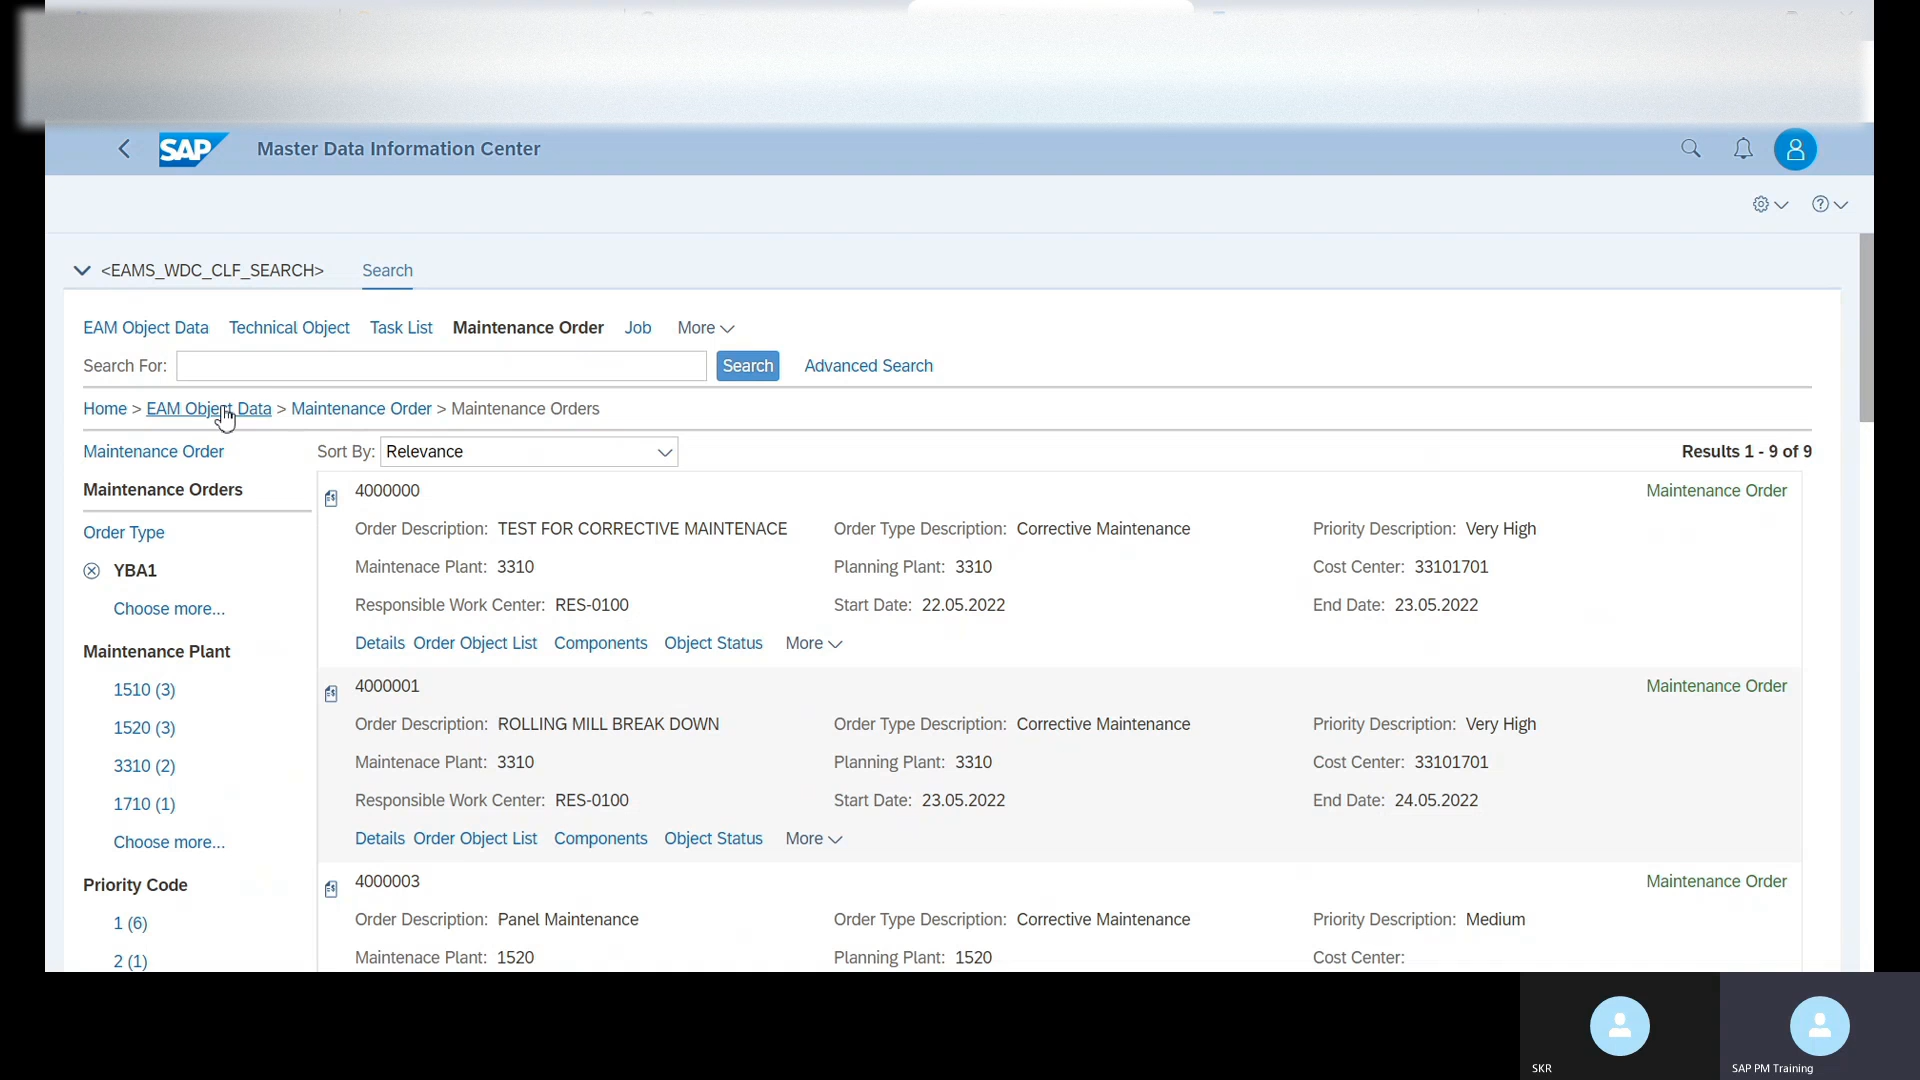 SAP Master Data Information Center
<EAMS_WDC_CLF_SEARCH> Search
EAM Object Data Technical Object Task List Maintenance Order Job More
Search For: Search Advanced Search
Home > EAM Object Data > Maintenance Order > Maintenance Orders
Maintenance Order Sort By: Relevance Results 1 - 9 of 9
Maintenance Orders
Order Type
YBA1
Choose more...
Maintenance Plant
1510 (3)
1520 (3)
3310 (2)
1710 (1)
Choose more...
Priority Code
1 (6)
2 (1)
4000000 Maintenance Order
Order Description: TEST FOR CORRECTIVE MAINTENACE Order Type Description: Corrective Maintenance Priority Description: Very High
Maintenace Plant: 3310 Planning Plant: 3310 Cost Center: 33101701
Responsible Work Center: RES-0100 Start Date: 22.05.2022 End Date: 23.05.2022
Details Order Object List Components Object Status More
4000001 Maintenance Order
Order Description: ROLLING MILL BREAK DOWN Order Type Description: Corrective Maintenance Priority Description: Very High
Maintenace Plant: 3310 Planning Plant: 3310 Cost Center: 33101701
Responsible Work Center: RES-0100 Start Date: 23.05.2022 End Date: 24.05.2022
Details Order Object List Components Object Status More
4000003 Maintenance Order
Order Description: Panel Maintenance Order Type Description: Corrective Maintenance Priority Description: Medium
Maintenace Plant: 1520 Planning Plant: 1520 Cost Center:
SKR SAP PM Training